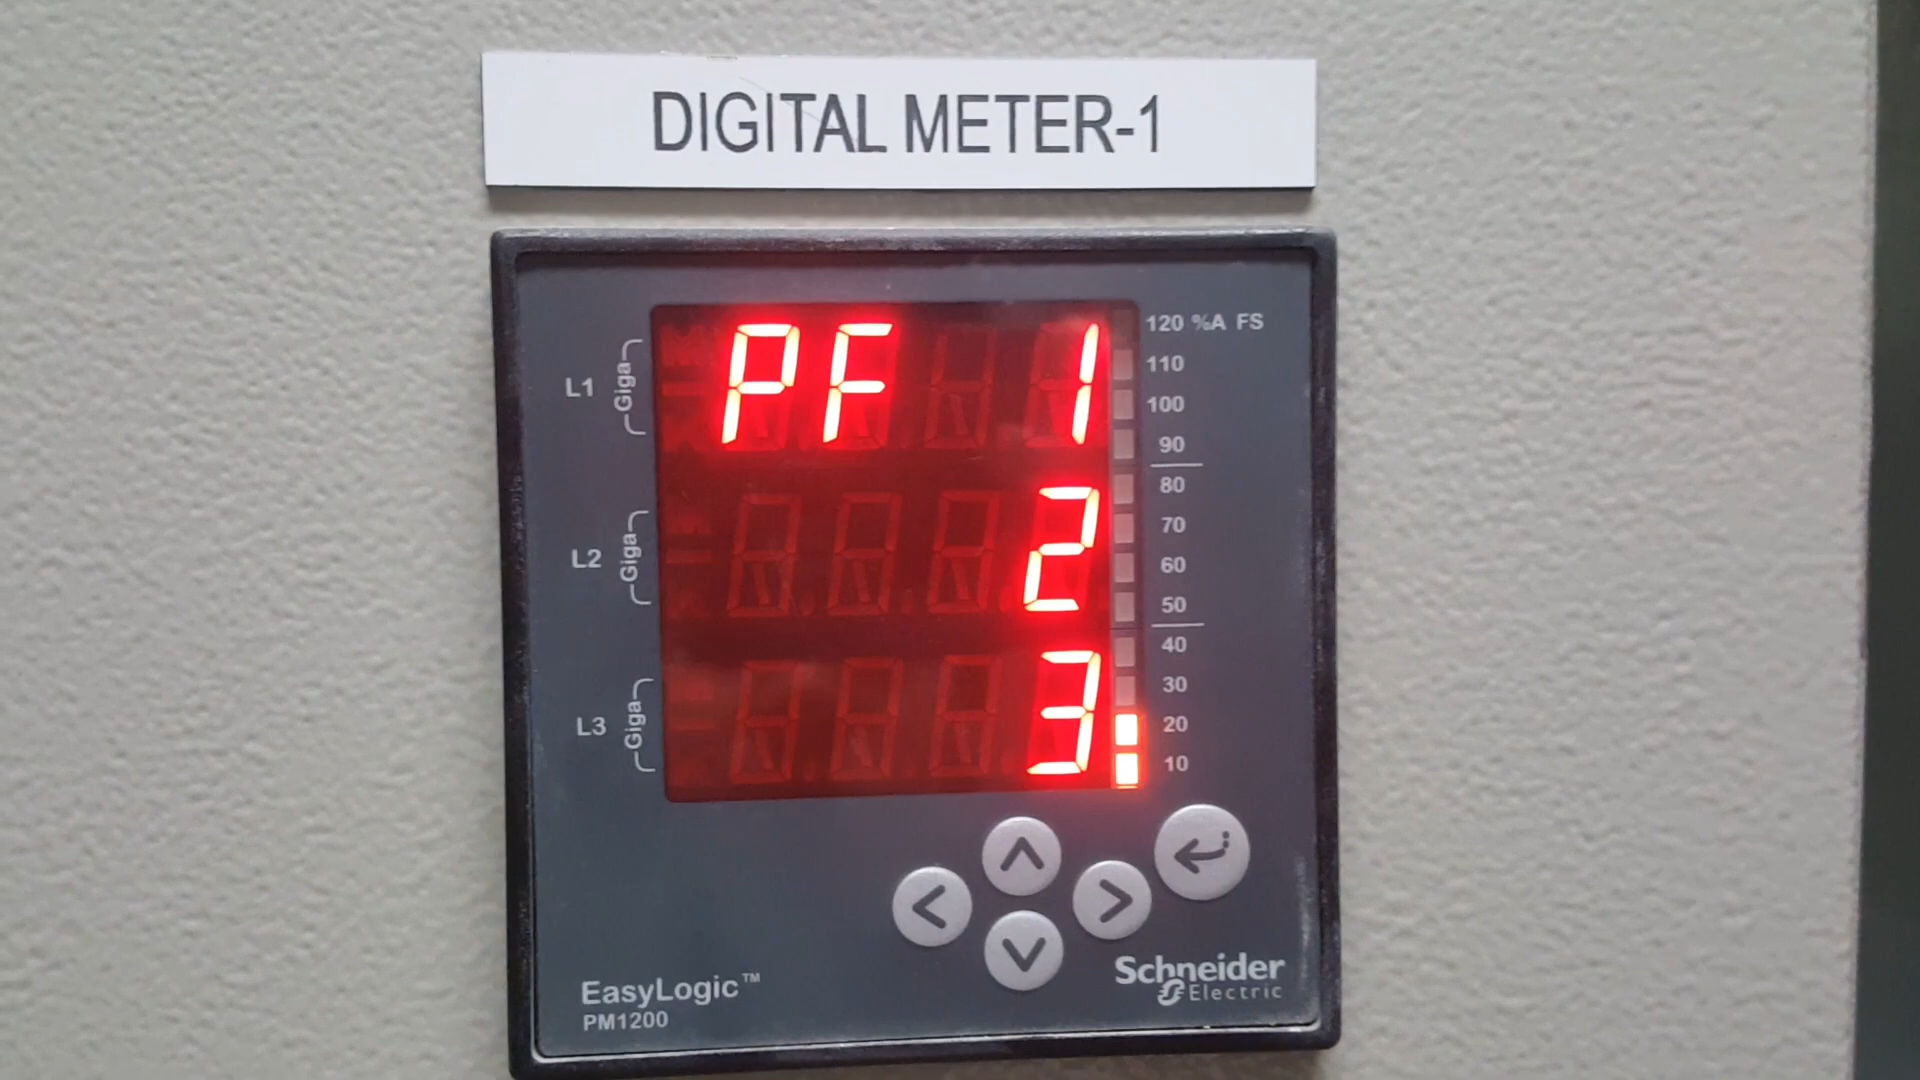 DIGITAL METER-1
PF 1
2
3
L1
Giga
L2
Giga
L3
Giga
120 %A FS
110
100
90
80
70
60
50
40
30
20
10
EasyLogic™
PM1200
Schneider
Electric